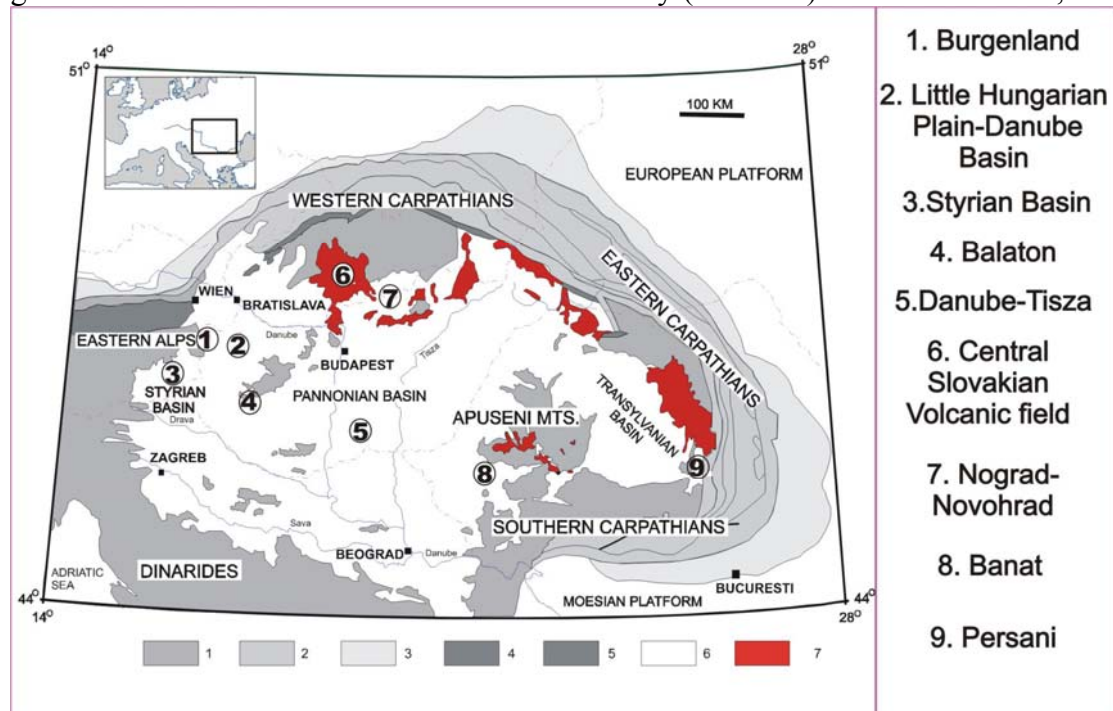 14° 28°
51° 51°
100 KM
EUROPEAN PLATFORM
WESTERN CARPATHIANS
EASTERN CARPATHIANS
6
7
WIEN
BRATISLAVA
EASTERN ALPS
1
2
Danube
BUDAPEST
Tisza
3
STYRIAN
BASIN
4
PANNONIAN BASIN
5
TRANSYLVANIAN
BASIN
APUSENI MTS.
Drava
ZAGREB
8
9
Sava
SOUTHERN CARPATHIANS
BEOGRAD
Danube
ADRIATIC
SEA
DINARIDES
BUCURESTI
MOESIAN PLATFORM
44° 44°
14° 28°
1 2 3 4 5 6 7
1. Burgenland
2. Little Hungarian
Plain-Danube
Basin
3.Styrian Basin
4. Balaton
5.Danube-Tisza
6. Central
Slovakian
Volcanic field
7. Nograd-
Novohrad
8. Banat
9. Persani